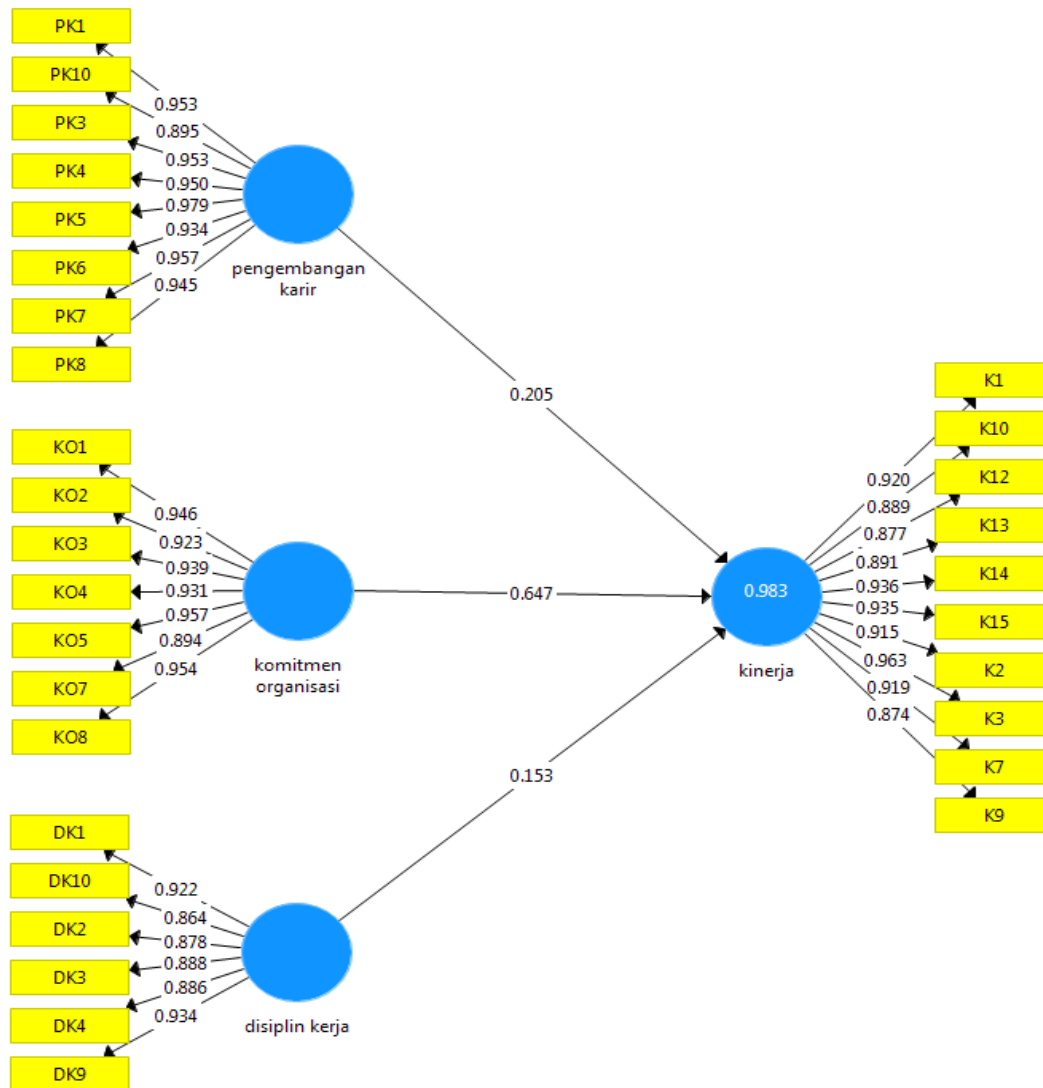 PK1
PK10
PK3
PK4
PK5
PK6
PK7
PK8
0.953
0.895
0.953
0.950
0.979
0.934
0.957
0.945
pengembangan
karir
0.205
KO1
KO2
KO3
KO4
KO5
KO7
KO8
0.946
0.923
0.939
0.931
0.957
0.894
0.954
komitmen
organisasi
0.647
DK1
DK10
DK2
DK3
DK4
DK9
0.922
0.864
0.878
0.888
0.886
0.934
disiplin kerja
0.153
0.983
kinerja
0.920
0.889
0.877
0.891
0.936
0.935
0.915
0.963
0.919
0.874
K1
K10
K12
K13
K14
K15
K2
K3
K7
K9